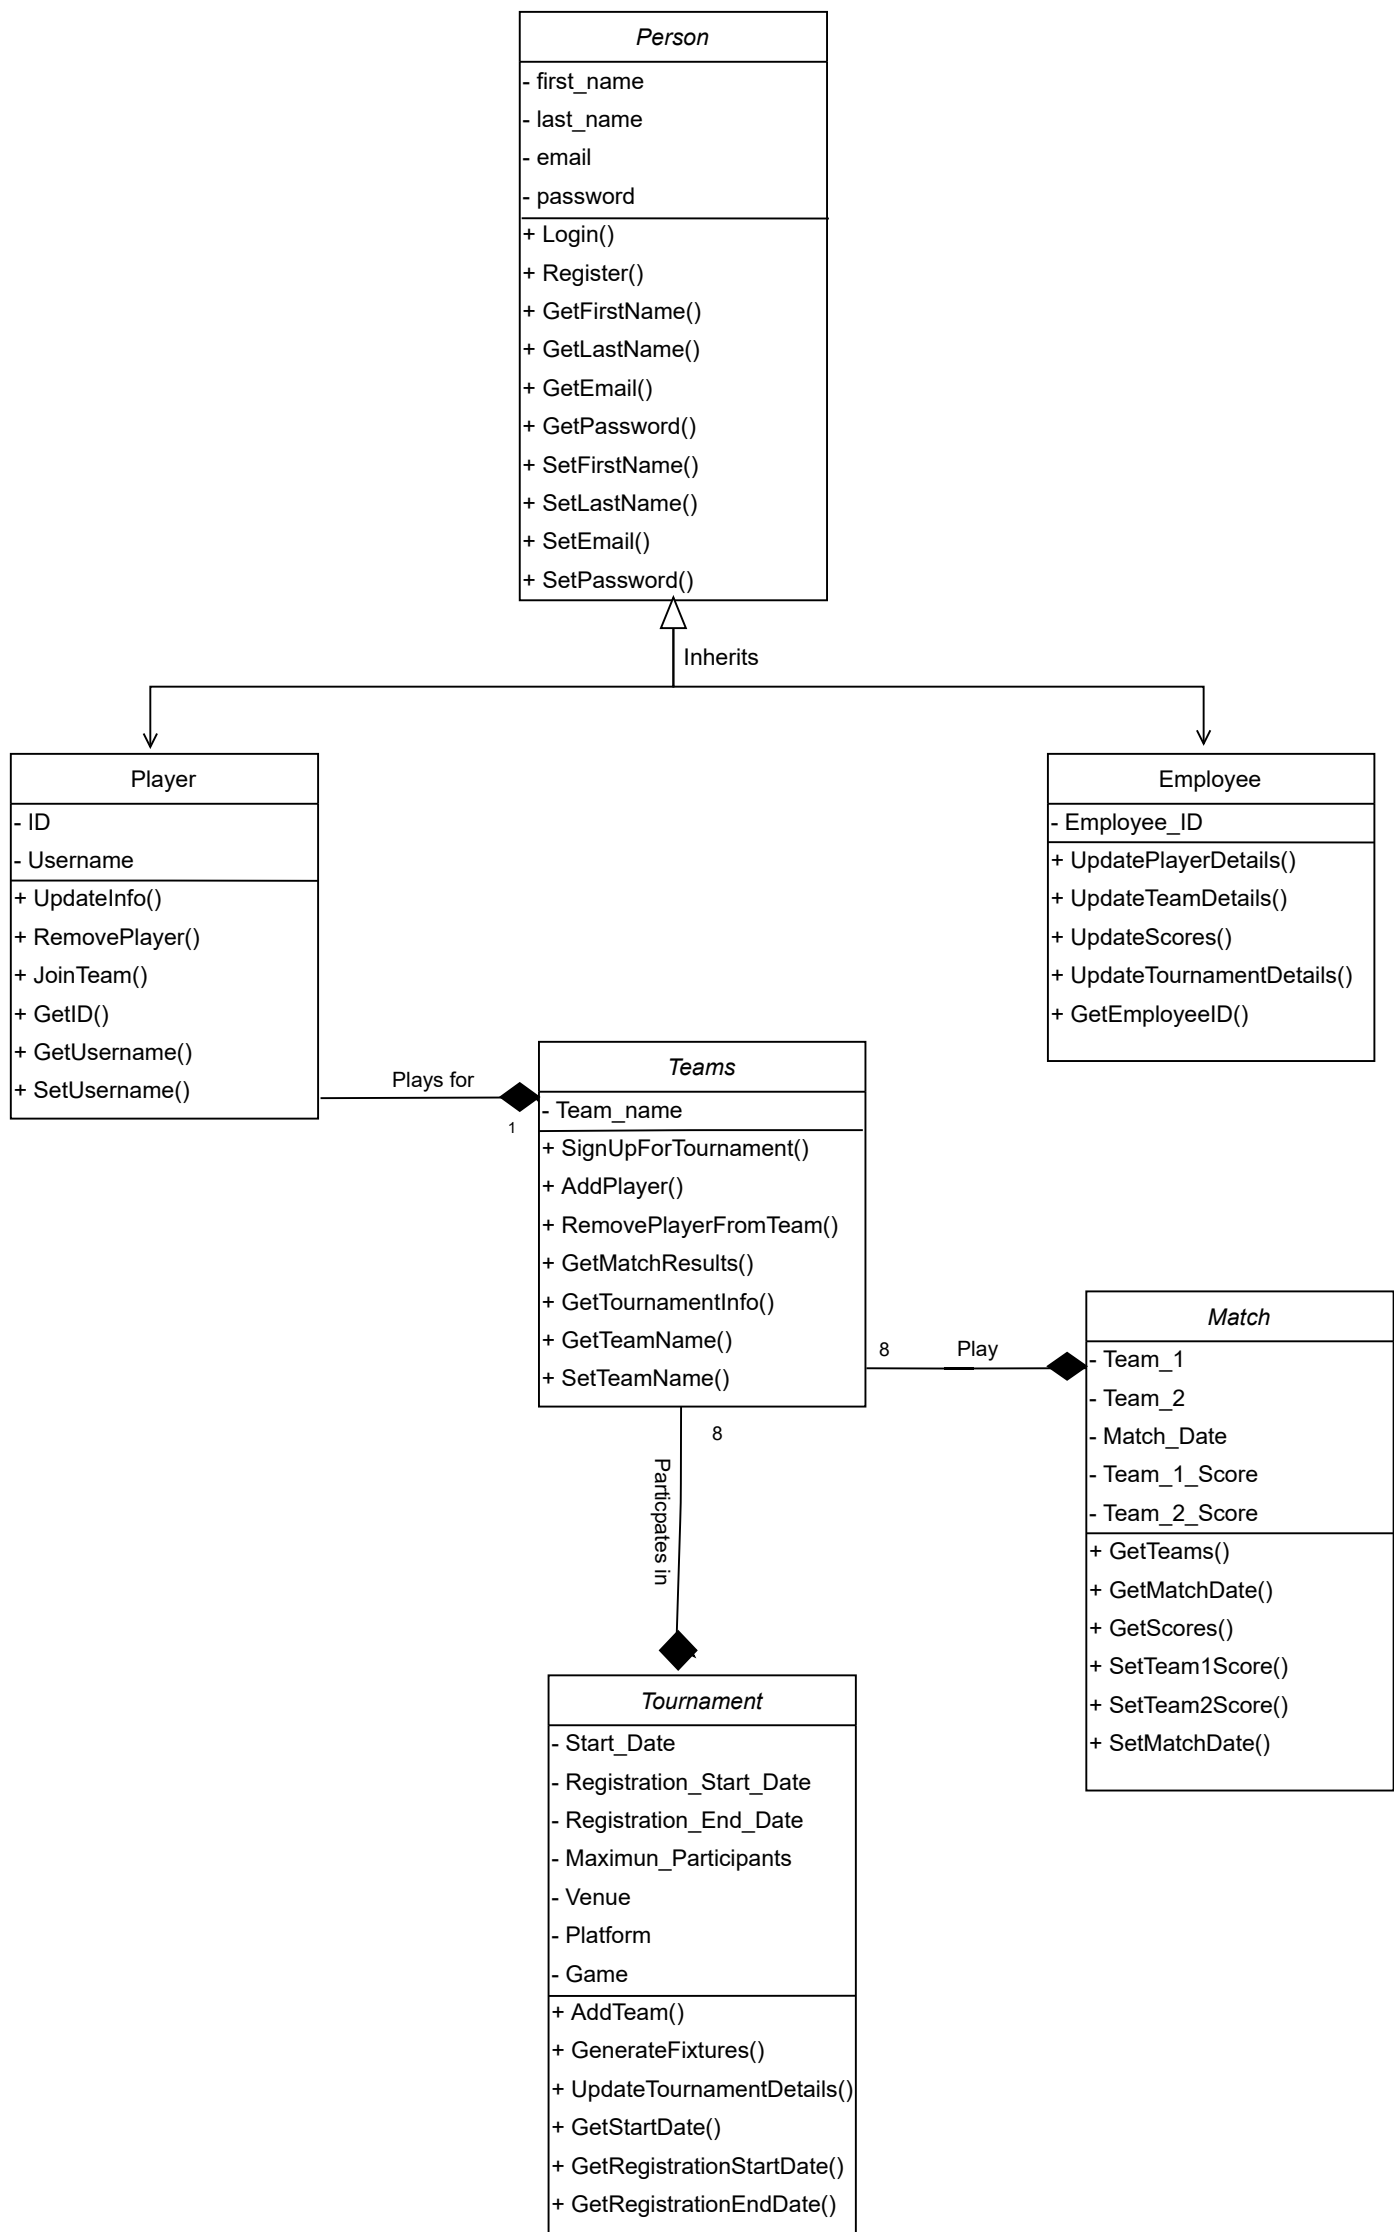 Person
- first_name
- last_name
- email
- password
+ Login()
+ Register()
+ GetFirstName()
+ GetLastName()
+ GetEmail()
+ GetPassword()
+ SetFirstName()
+ SetLastName()
+ SetEmail()
+ SetPassword()
Inherits
Player
- ID
- Username
+ UpdateInfo()
+ RemovePlayer()
+ JoinTeam()
+ GetID()
+ GetUsername()
+ SetUsername()
Employee
- Employee_ID
+ UpdatePlayerDetails()
+ UpdateTeamDetails()
+ UpdateScores()
+ UpdateTournamentDetails()
+ GetEmployeeID()
Plays for
1
Teams
- Team_name
+ SignUpForTournament()
+ AddPlayer()
+ RemovePlayerFromTeam()
+ GetMatchResults()
+ GetTournamentInfo()
+ GetTeamName()
+ SetTeamName()
8
Play
Match
- Team_1
- Team_2
- Match_Date
- Team_1_Score
- Team_2_Score
+ GetTeams()
+ GetMatchDate()
+ GetScores()
+ SetTeam1Score()
+ SetTeam2Score()
+ SetMatchDate()
8
Particpates in
Tournament
- Start_Date
- Registration_Start_Date
- Registration_End_Date
- Maximun_Participants
- Venue
- Platform
- Game
+ AddTeam()
+ GenerateFixtures()
+ UpdateTournamentDetails()
+ GetStartDate()
+ GetRegistrationStartDate()
+ GetRegistrationEndDate()